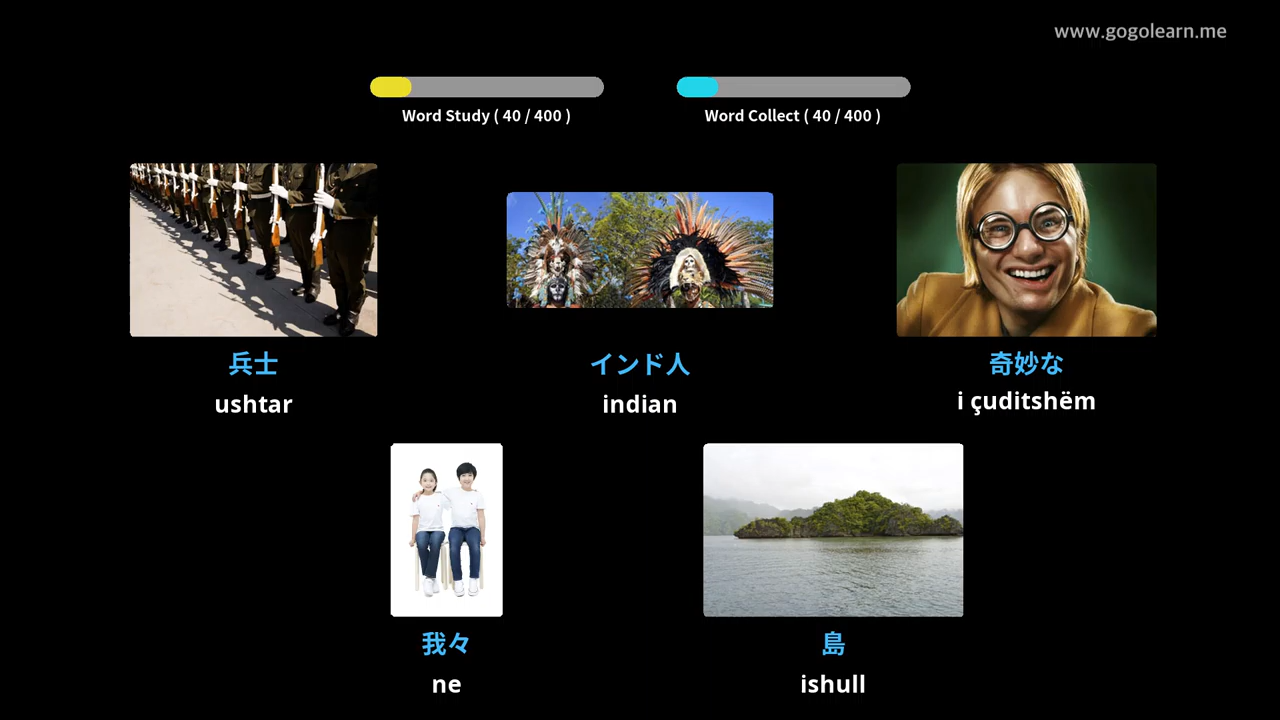 www.gogolearn.me
Word Study ( 40 / 400 )
Word Collect ( 40 / 400 )
兵士
ushtar
インド人
indian
奇妙な
i çuditshëm
我々
ne
島
ishull